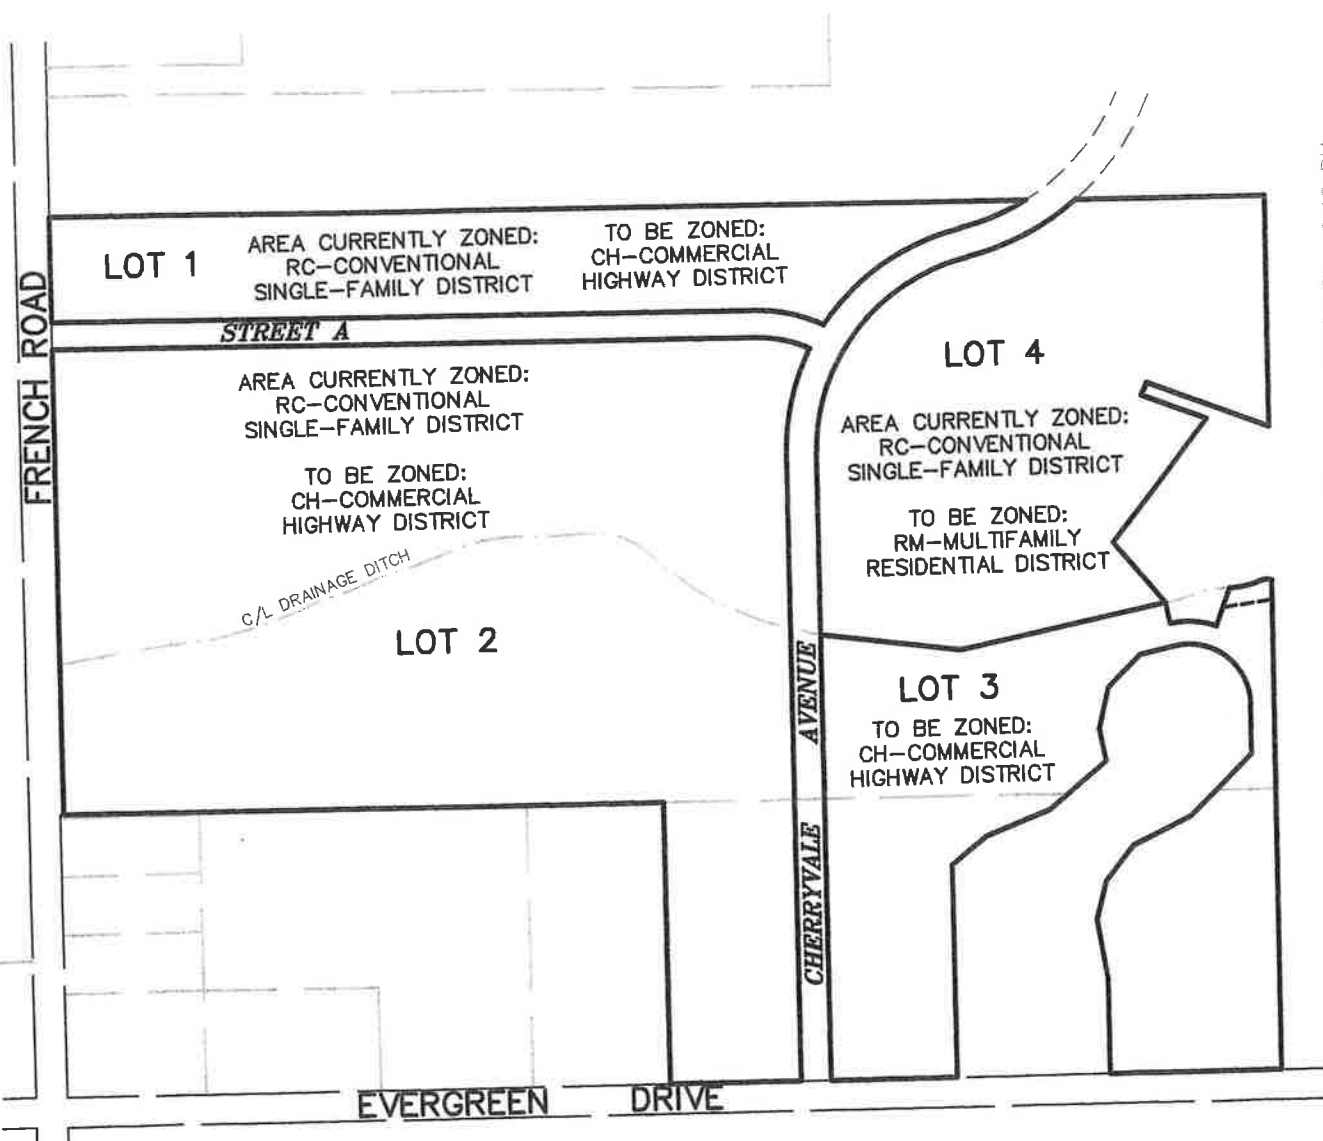 LOT 1
AREA CURRENTLY ZONED:
RC-CONVENTIONAL
SINGLE-FAMILY DISTRICT
TO BE ZONED:
CH-COMMERCIAL
HIGHWAY DISTRICT
STREET A
FRENCH ROAD
AREA CURRENTLY ZONED:
RC-CONVENTIONAL
SINGLE-FAMILY DISTRICT
TO BE ZONED:
CH-COMMERCIAL
HIGHWAY DISTRICT
C/L DRAINAGE DITCH
LOT 2
LOT 4
AREA CURRENTLY ZONED:
RC-CONVENTIONAL
SINGLE-FAMILY DISTRICT
TO BE ZONED:
RM-MULTIFAMILY
RESIDENTIAL DISTRICT
LOT 3
TO BE ZONED:
CH-COMMERCIAL
HIGHWAY DISTRICT
CHERRYVALE AVENUE
EVERGREEN DRIVE